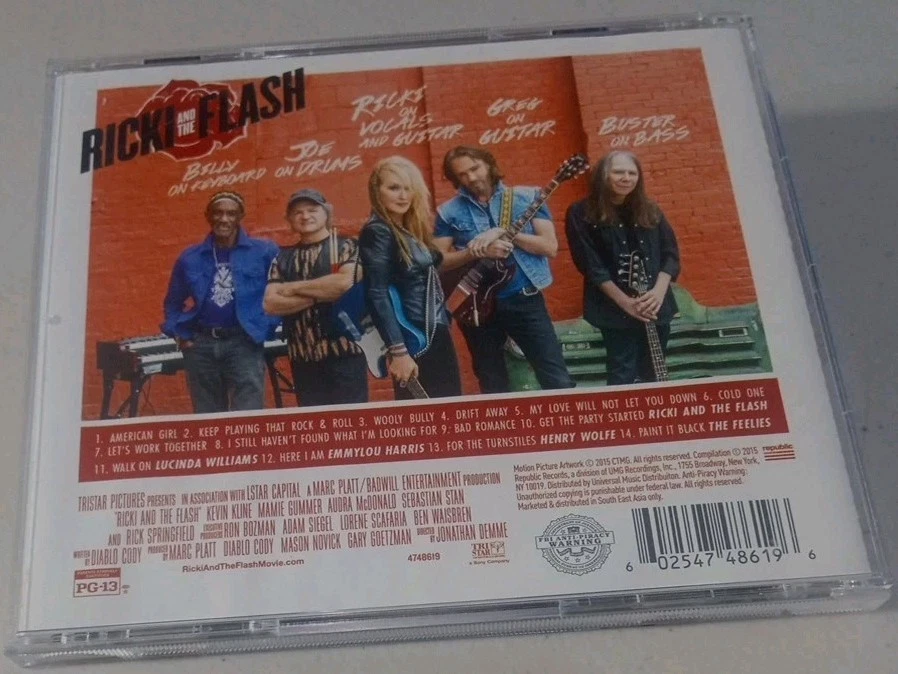 RICKI AND THE FLASH
BILLY ON KEYBOARD
JOE ON DRUMS
RICKI ON VOCALS AND GUITAR
GREG ON GUITAR
BUSTER ON BASS
1. AMERICAN GIRL 2. KEEP PLAYING THAT ROCK & ROLL 3. WOOLY BULLY 4. DRIFT AWAY 5. MY LOVE WILL NOT LET YOU DOWN 6. COLD ONE
7. LET'S WORK TOGETHER 8. I STILL HAVEN'T FOUND WHAT I'M LOOKING FOR 9: BAD ROMANCE 10. GET THE PARTY STARTED RICKI AND THE FLASH
11. WALK ON LUCINDA WILLIAMS 12. HERE I AM EMMYLOU HARRIS 13. FOR THE TURNSTILES HENRY WOLFE 14. PAINT IT BLACK THE FEELIES
TRISTAR PICTURES PRESENTS IN ASSOCIATION WITH LSTAR CAPITAL A MARC PLATT/BADWILL ENTERTAINMENT PRODUCTION
"RICKI AND THE FLASH" KEVIN KLINE MAMIE GUMMER AUDRA McDONALD SEBASTIAN STAN
AND RICK SPRINGFIELD EXECUTIVE PRODUCERS RON BOZMAN ADAM SIEGEL LORENE SCAFARIA BEN WAISBREN
WRITTEN BY DIABLO CODY PRODUCED BY MARC PLATT DIABLO CODY MASON NOVICK GARY GOETZMAN DIRECTED BY JONATHAN DEMME
RickiAndTheFlashMovie.com
4748619
TRI STAR
a Sony Company
PG-13
Motion Picture Artwork © 2015 CTMG. All rights reserved. Compilation ℗ 2015
Republic Records, a division of UMG Recordings, Inc., 1755 Broadway, New York,
NY 10019. Distributed by Universal Music Distribuiton. Anti-Piracy Warning:
Unauthorized copying is punishable under federal law. All rights reserved.
Marketed & distributed in South East Asia only.
republic
FBI ANTI-PIRACY
WARNING
6 02547 48619 6